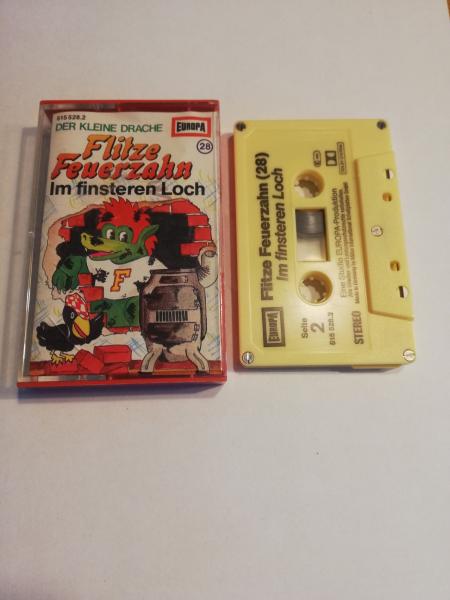 515 528.2
DER KLEINE DRACHE
EUROPA
28
Flitze
Feuerzahn
Im finsteren Loch
F
Flitze Feuerzahn (28)
Im finsteren Loch
EUROPA
Seite
2
515 528.2
Eine Studio EUROPA-Produktion
STEREO